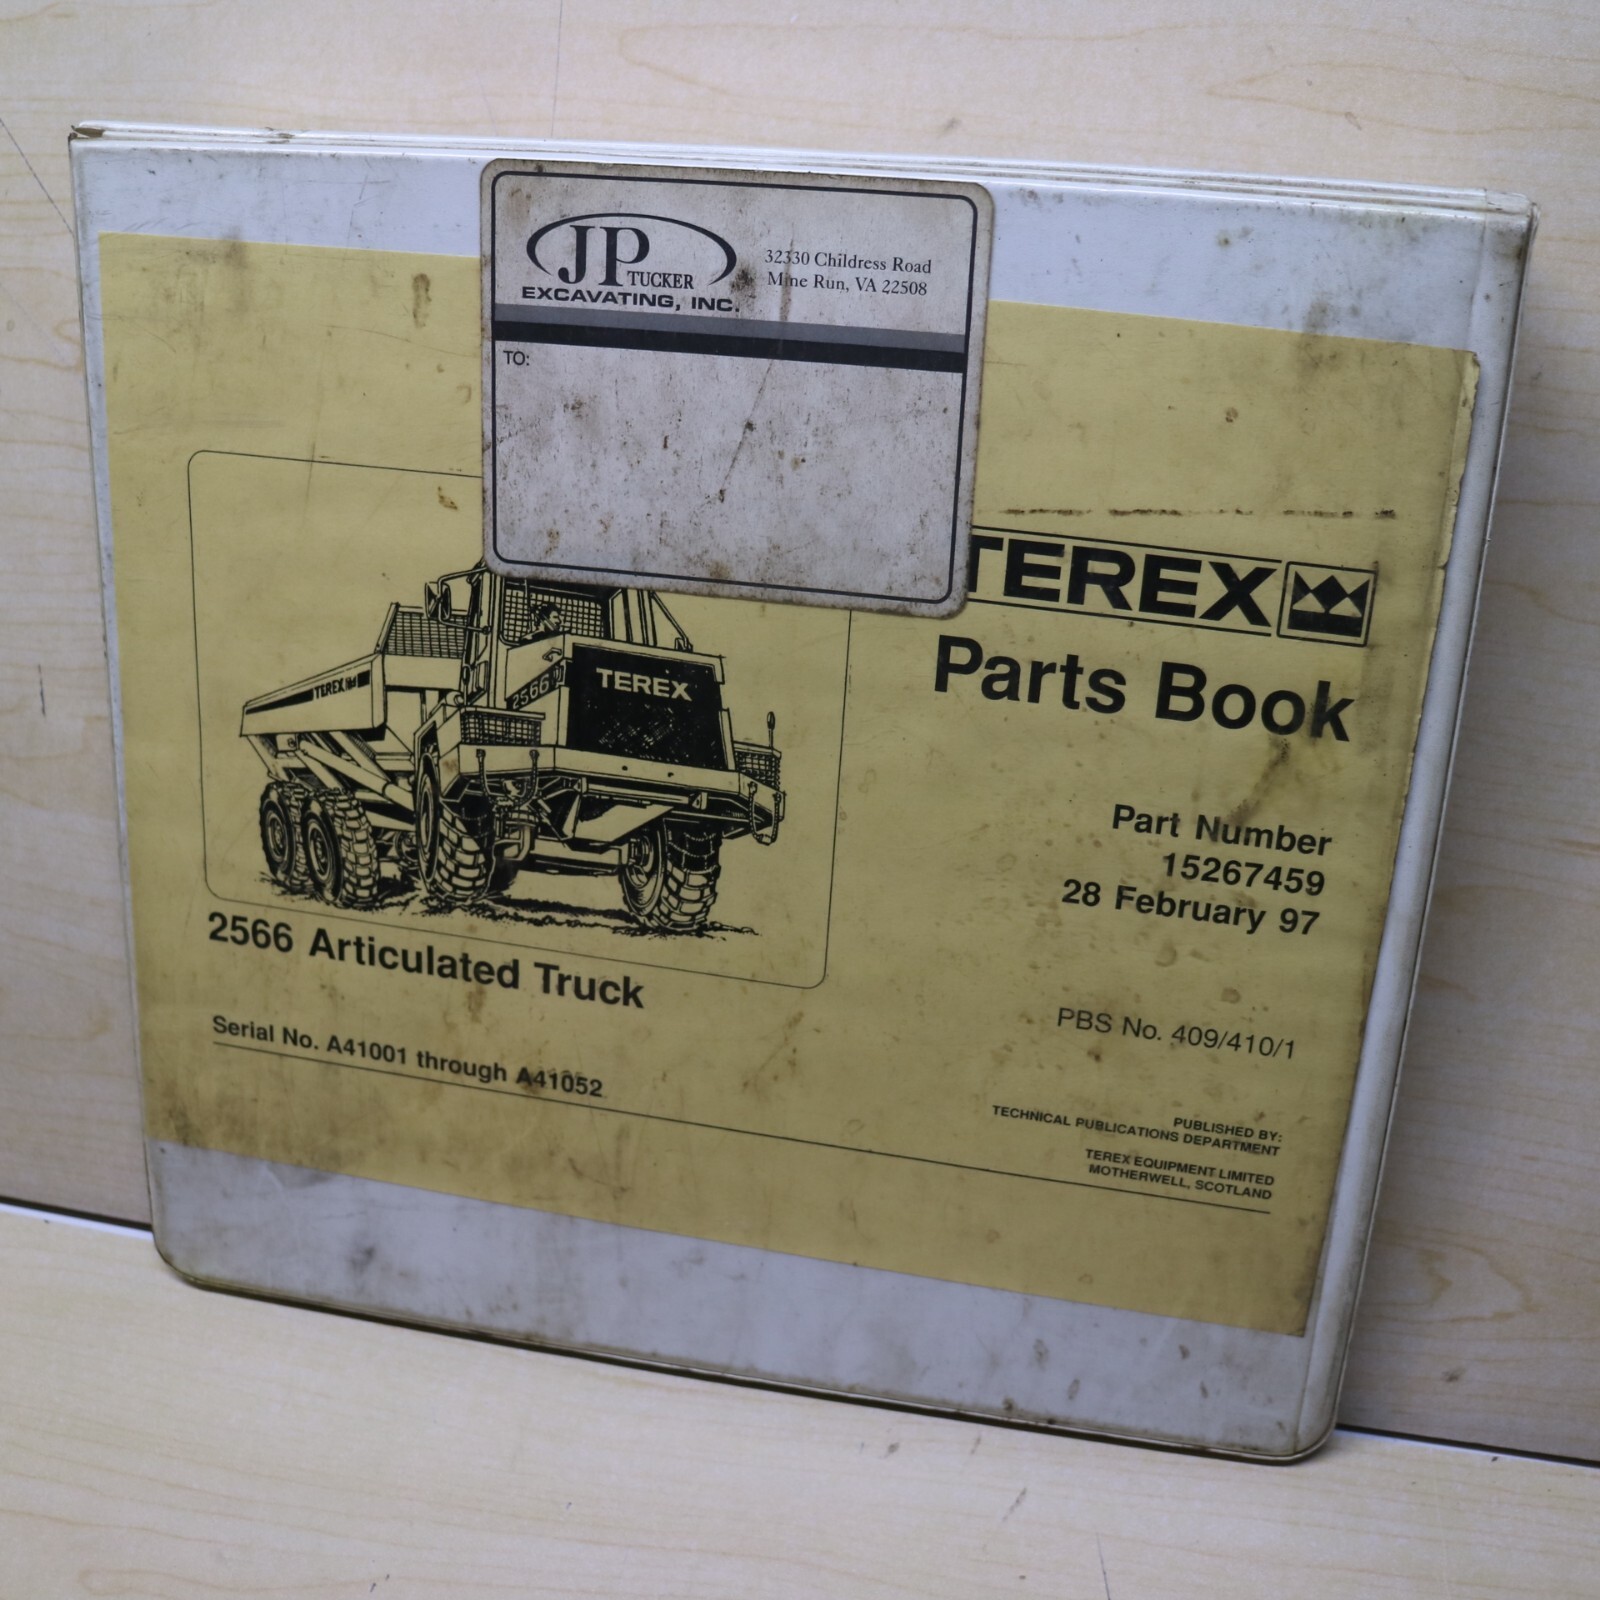 JP
TUCKER
EXCAVATING, INC.
32330 Childress Road
Mine Run, VA 22508
TO:
TEREX
Parts Book
TEREX
2566
TEREX
Part Number
15267459
28 February 97
2566 Articulated Truck
Serial No. A41001 through A41052
PBS No. 409/410/1
PUBLISHED BY:
TECHNICAL PUBLICATIONS DEPARTMENT
TEREX EQUIPMENT LIMITED
MOTHERWELL, SCOTLAND